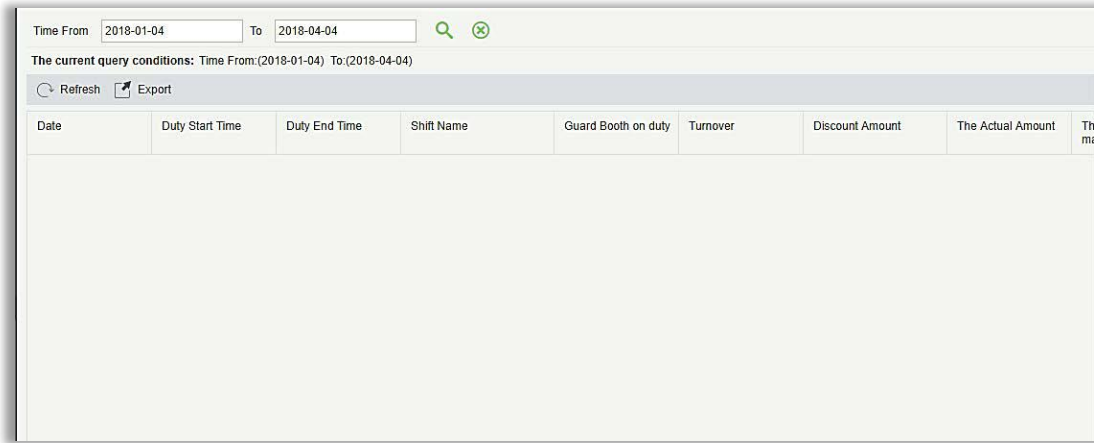 Time From 2018-01-04 To 2018-04-04
The current query conditions: Time From:(2018-01-04) To:(2018-04-04)
Refresh Export
Date Duty Start Time Duty End Time Shift Name Guard Booth on duty Turnover Discount Amount The Actual Amount